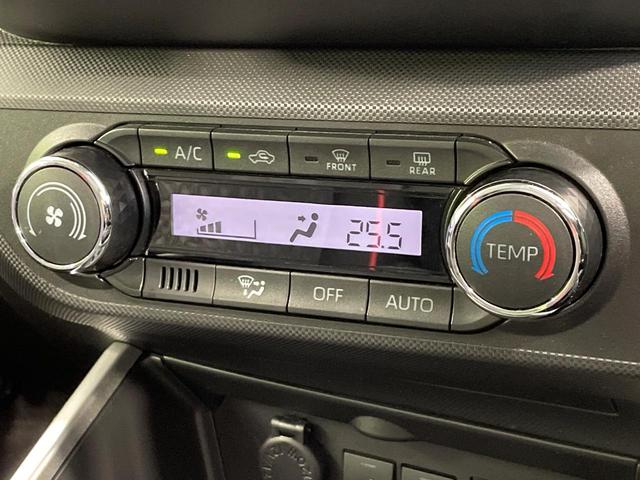 A/C
FRONT
REAR
25.5
TEMP
OFF
AUTO